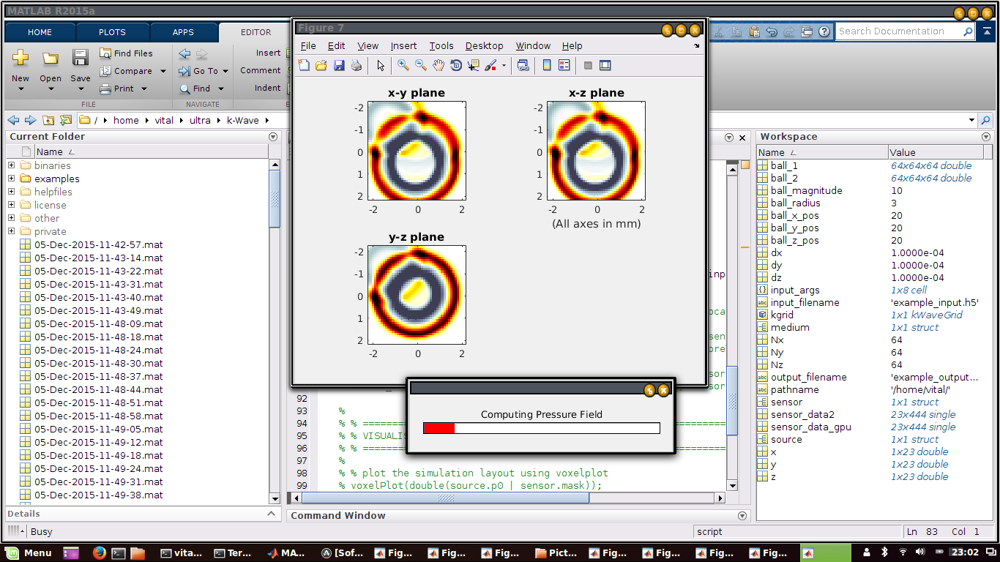 MATLAB R2015a
Figure 7
HOME PLOTS APPS EDITOR
Search Documentation
File Edit View Insert Tools Desktop Window Help
New Open Save
Find Files
Compare
Print
Go To
Find
Insert
Comment
Indent
FILE NAVIGATE
/ home vital ultra k-Wave
Current Folder
Name
binaries
examples
helpfiles
license
other
private
05-Dec-2015-11-42-57.mat
05-Dec-2015-11-43-14.mat
05-Dec-2015-11-43-22.mat
05-Dec-2015-11-43-31.mat
05-Dec-2015-11-43-40.mat
05-Dec-2015-11-43-49.mat
05-Dec-2015-11-48-09.mat
05-Dec-2015-11-48-18.mat
05-Dec-2015-11-48-24.mat
05-Dec-2015-11-48-30.mat
05-Dec-2015-11-48-37.mat
05-Dec-2015-11-48-44.mat
05-Dec-2015-11-48-51.mat
05-Dec-2015-11-48-58.mat
05-Dec-2015-11-49-05.mat
05-Dec-2015-11-49-12.mat
05-Dec-2015-11-49-18.mat
05-Dec-2015-11-49-24.mat
05-Dec-2015-11-49-31.mat
05-Dec-2015-11-49-38.mat
Details
Busy
x-y plane
-2
-1
0
1
2
-2 0 2
x-z plane
-2
-1
0
1
2
-2 0 2
(All axes in mm)
y-z plane
-2
-1
0
1
2
-2 0 2
Computing Pressure Field
92
93 %
94 % % ====
95 % % VISUALIS
96 % % ====
97 %
98 % % plot the simulation layout using voxelplot
99 % voxelPlot(double(source.p0 | sensor.mask));
Command Window
Workspace
Name Value
ball_1 64x64x64 double
ball_2 64x64x64 double
ball_magnitude 10
ball_radius 3
ball_x_pos 20
ball_y_pos 20
ball_z_pos 20
dx 1.0000e-04
dy 1.0000e-04
dz 1.0000e-04
input_args 1x8 cell
input_filename 'example_input.h5'
kgrid 1x1 kWaveGrid
medium 1x1 struct
Nx 64
Ny 64
Nz 64
output_filename 'example_output...
pathname '/home/vital/'
sensor 1x1 struct
sensor_data2 23x444 single
sensor_data_gpu 23x444 single
source 1x1 struct
x 1x23 double
y 1x23 double
z 1x23 double
script Ln 83 Col 1
Menu vita... Ter... MA... [Sof... Fig... Fig... Fig... Pict... Fig... Fig... Fig... Fig... 23:02